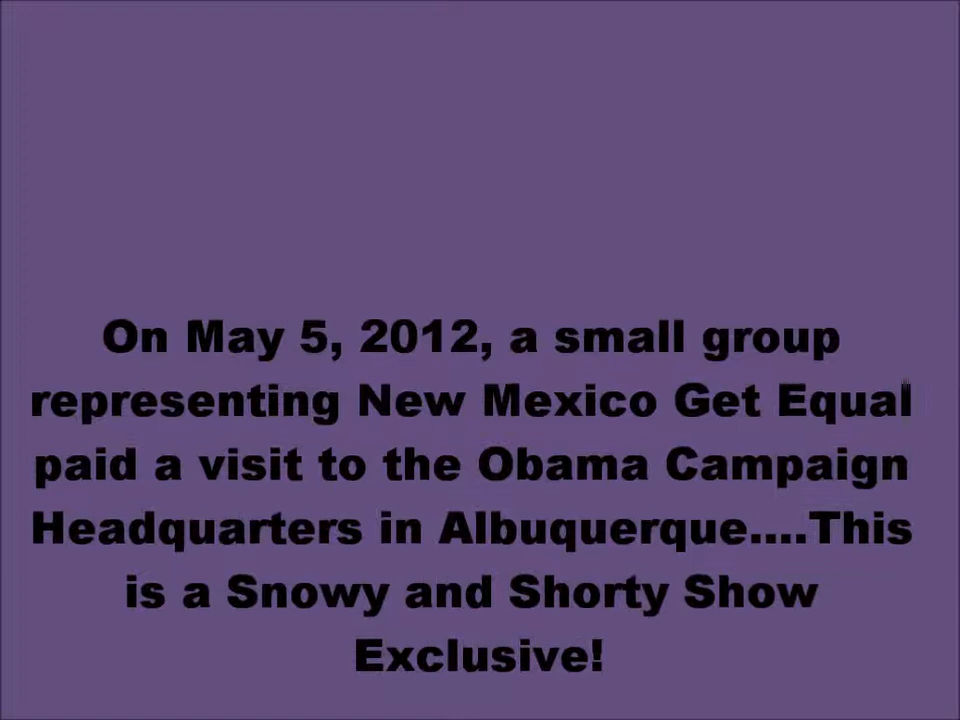 On May 5, 2012, a small group
representing New Mexico Get Equal
paid a visit to the Obama Campaign
Headquarters in Albuquerque....This
is a Snowy and Shorty Show
Exclusive!